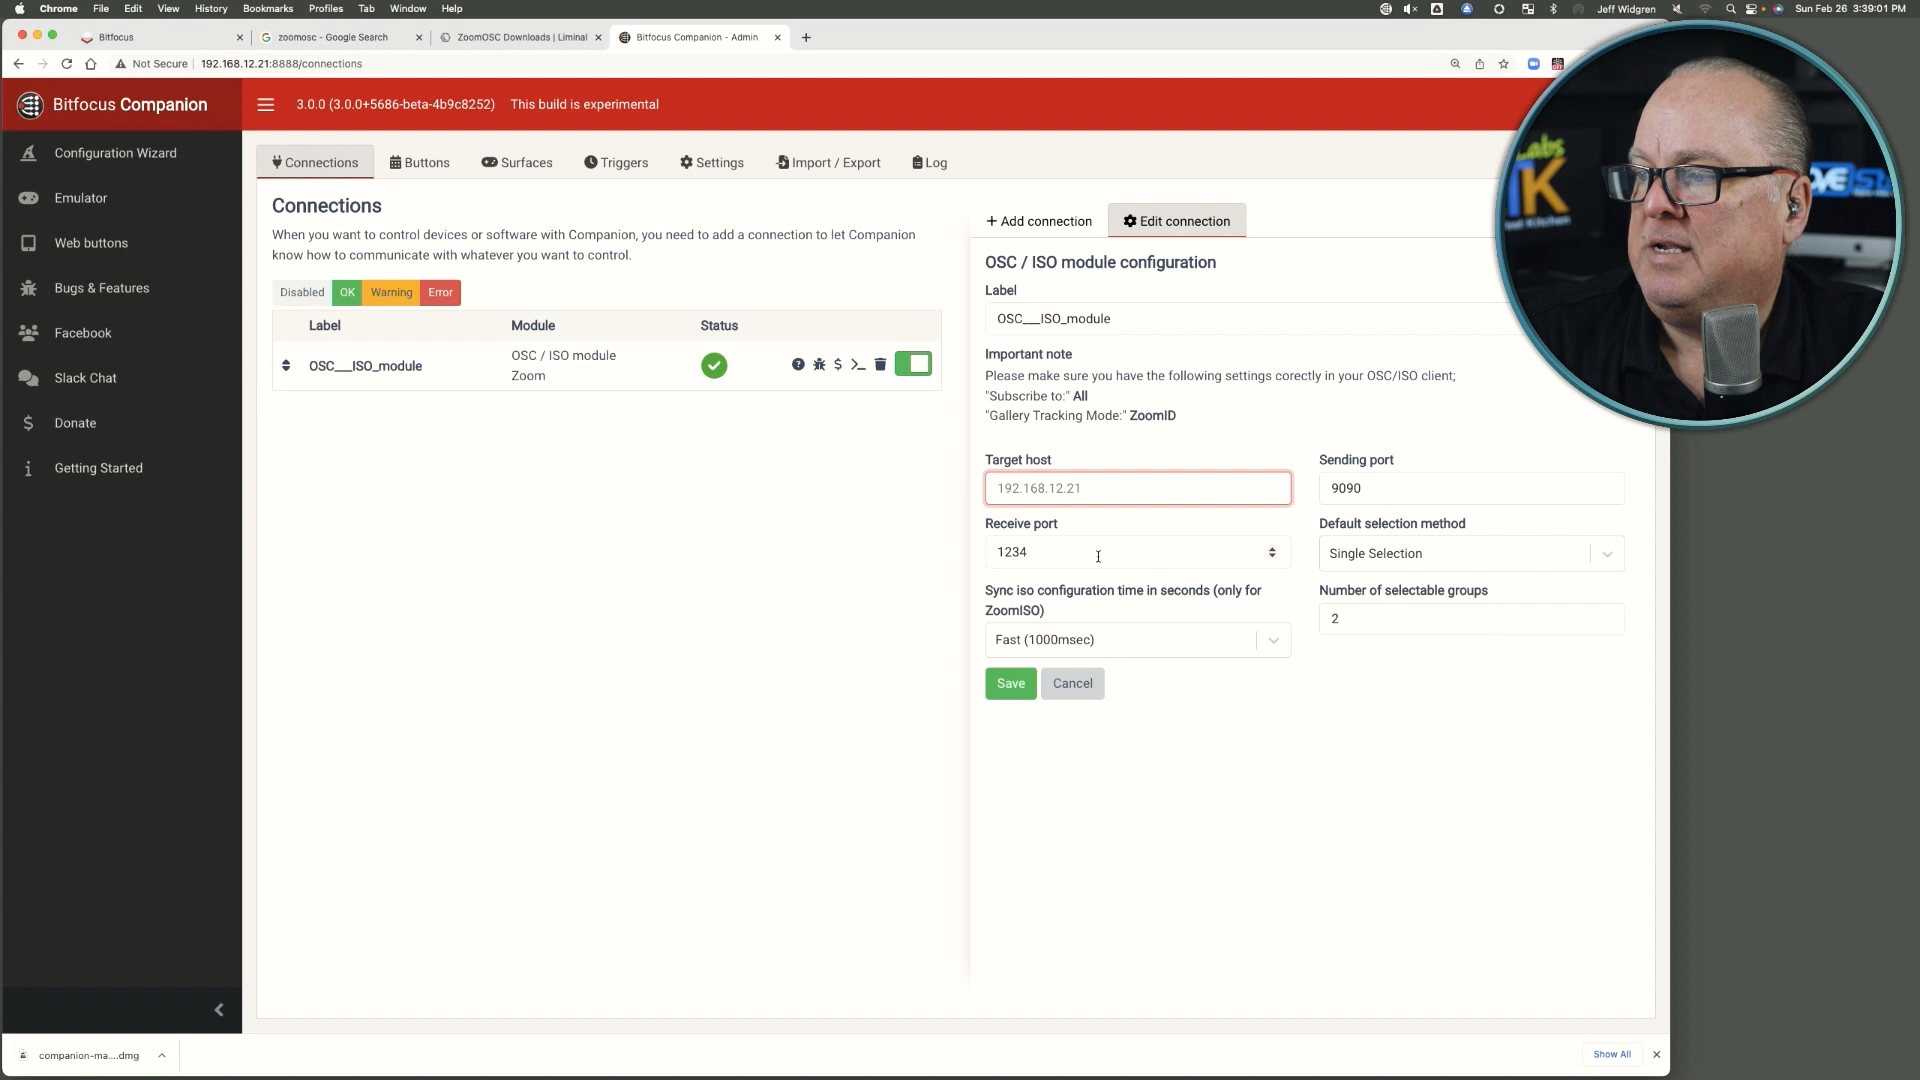 Chrome File Edit View History Bookmarks Profiles Tab Window Help Jeff Widgren Sun Feb 26 3:39:01 PM
Bitfocus
zoomosc - Google Search
ZoomOSC Downloads | Liminal
Bitfocus Companion - Admin
Not Secure 192.168.12.21:8888/connections
Bitfocus Companion
3.0.0 (3.0.0+5686-beta-4b9c8252) This build is experimental
Configuration Wizard
Emulator
Web buttons
Bugs & Features
Facebook
Slack Chat
Donate
Getting Started
Connections Buttons Surfaces Triggers Settings Import / Export Log
Connections
When you want to control devices or software with Companion, you need to add a connection to let Companion
know how to communicate with whatever you want to control.
Disabled OK Warning Error
Label Module Status
OSC___ISO_module
OSC / ISO module
Zoom
+ Add connection Edit connection
OSC / ISO module configuration
Label
OSC___ISO_module
Important note
Please make sure you have the following settings corectly in your OSC/ISO client;
"Subscribe to:" All
"Gallery Tracking Mode:" ZoomID
Target host
192.168.12.21
Sending port
9090
Receive port
1234
Default selection method
Single Selection
Sync iso configuration time in seconds (only for
ZoomISO)
Fast (1000msec)
Number of selectable groups
2
Save Cancel
companion-ma....dmg
Show All
Labs
TK